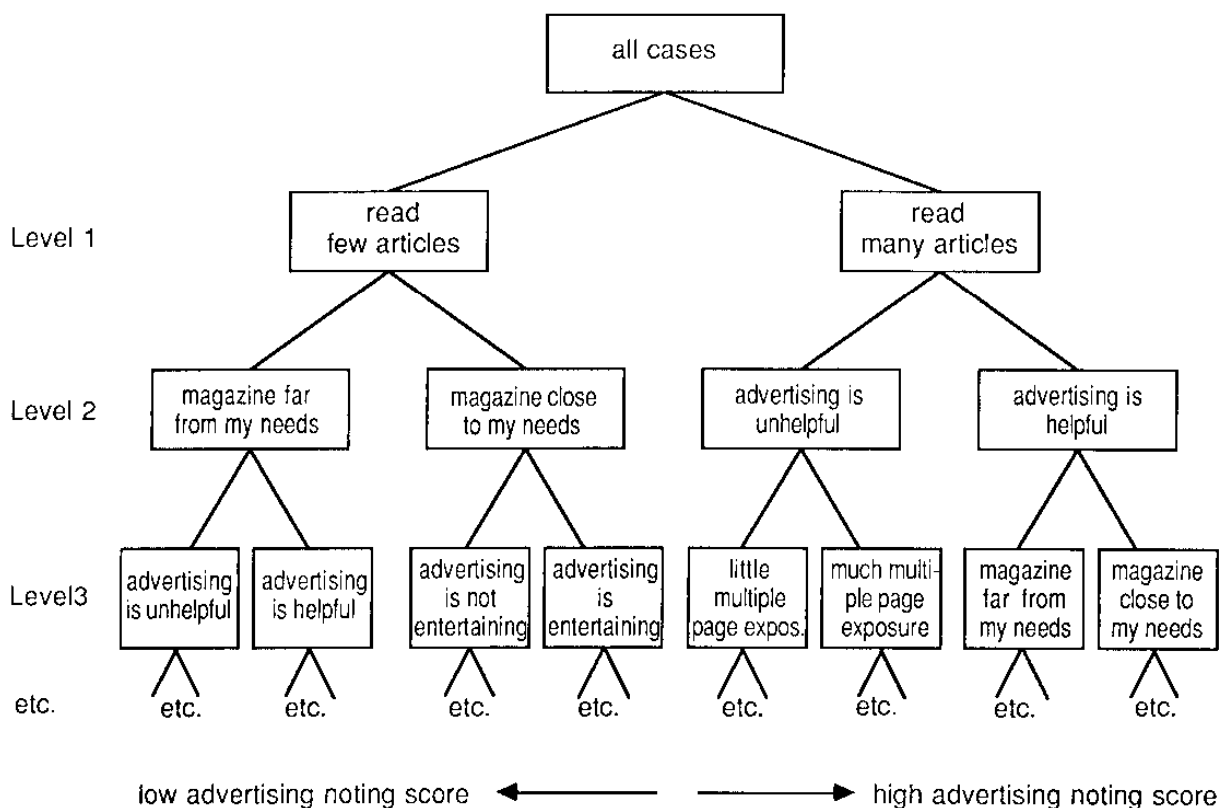 all cases
Level 1
read
few articles
read
many articles
Level 2
magazine far
from my needs
magazine close
to my needs
advertising is
unhelpful
advertising is
helpful
Level3
advertising
is unhelpful
advertising
is helpful
advertising
is not
entertaining
advertising
is
entertaining
little
multiple
page expos.
much multi-
ple page
exposure
magazine
far from
my needs
magazine
close to
my needs
etc.
etc.
etc.
etc.
etc.
etc.
etc.
etc.
etc.
low advertising noting score
high advertising noting score